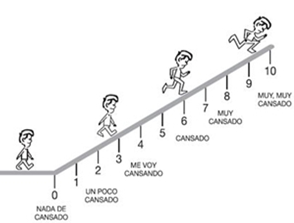 0
1
2
3
4
5
6
7
8
9
10
NADA DE
CANSADO
UN POCO
CANSADO
ME VOY
CANSANDO
CANSADO
MUY
CANSADO
MUY, MUY
CANSADO